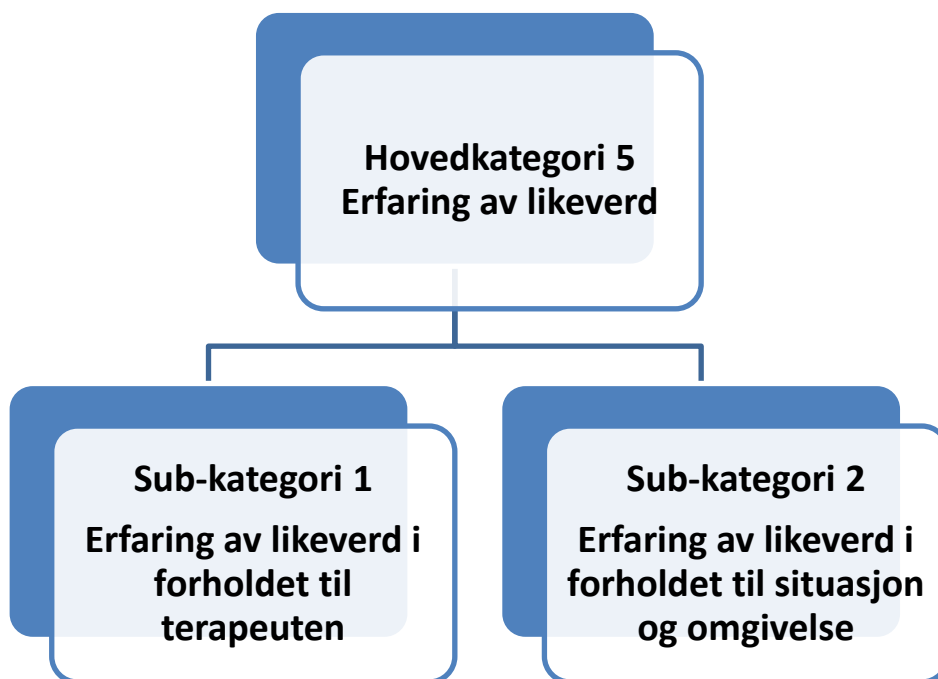 Hovedkategori 5
Erfaring av likeverd
Sub-kategori 1
Erfaring av likeverd i
forholdet til
terapeuten
Sub-kategori 2
Erfaring av likeverd i
forholdet til situasjon
og omgivelse